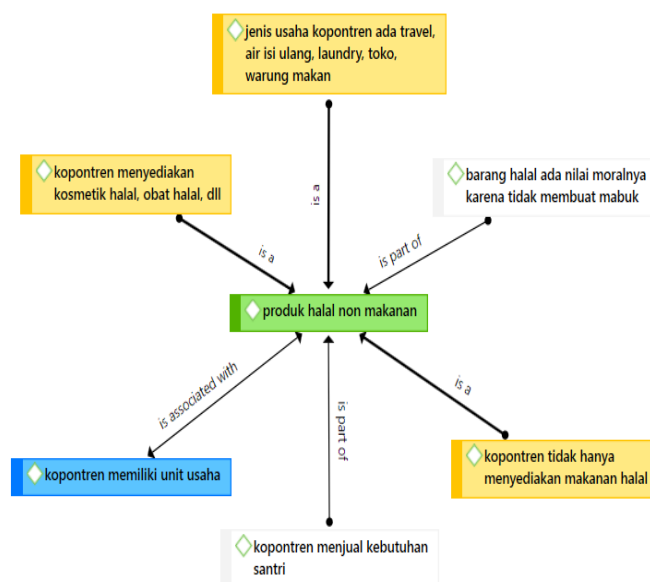 jenis usaha kopontren ada travel,
air isi ulang, laundry, toko,
warung makan
kopontren menyediakan
kosmetik halal, obat halal, dll
barang halal ada nilai moralnya
karena tidak membuat mabuk
is a
is a
is part of
produk halal non makanan
is associated with
is part of
is a
kopontren memiliki unit usaha
kopontren tidak hanya
menyediakan makanan halal
kopontren menjual kebutuhan
santri